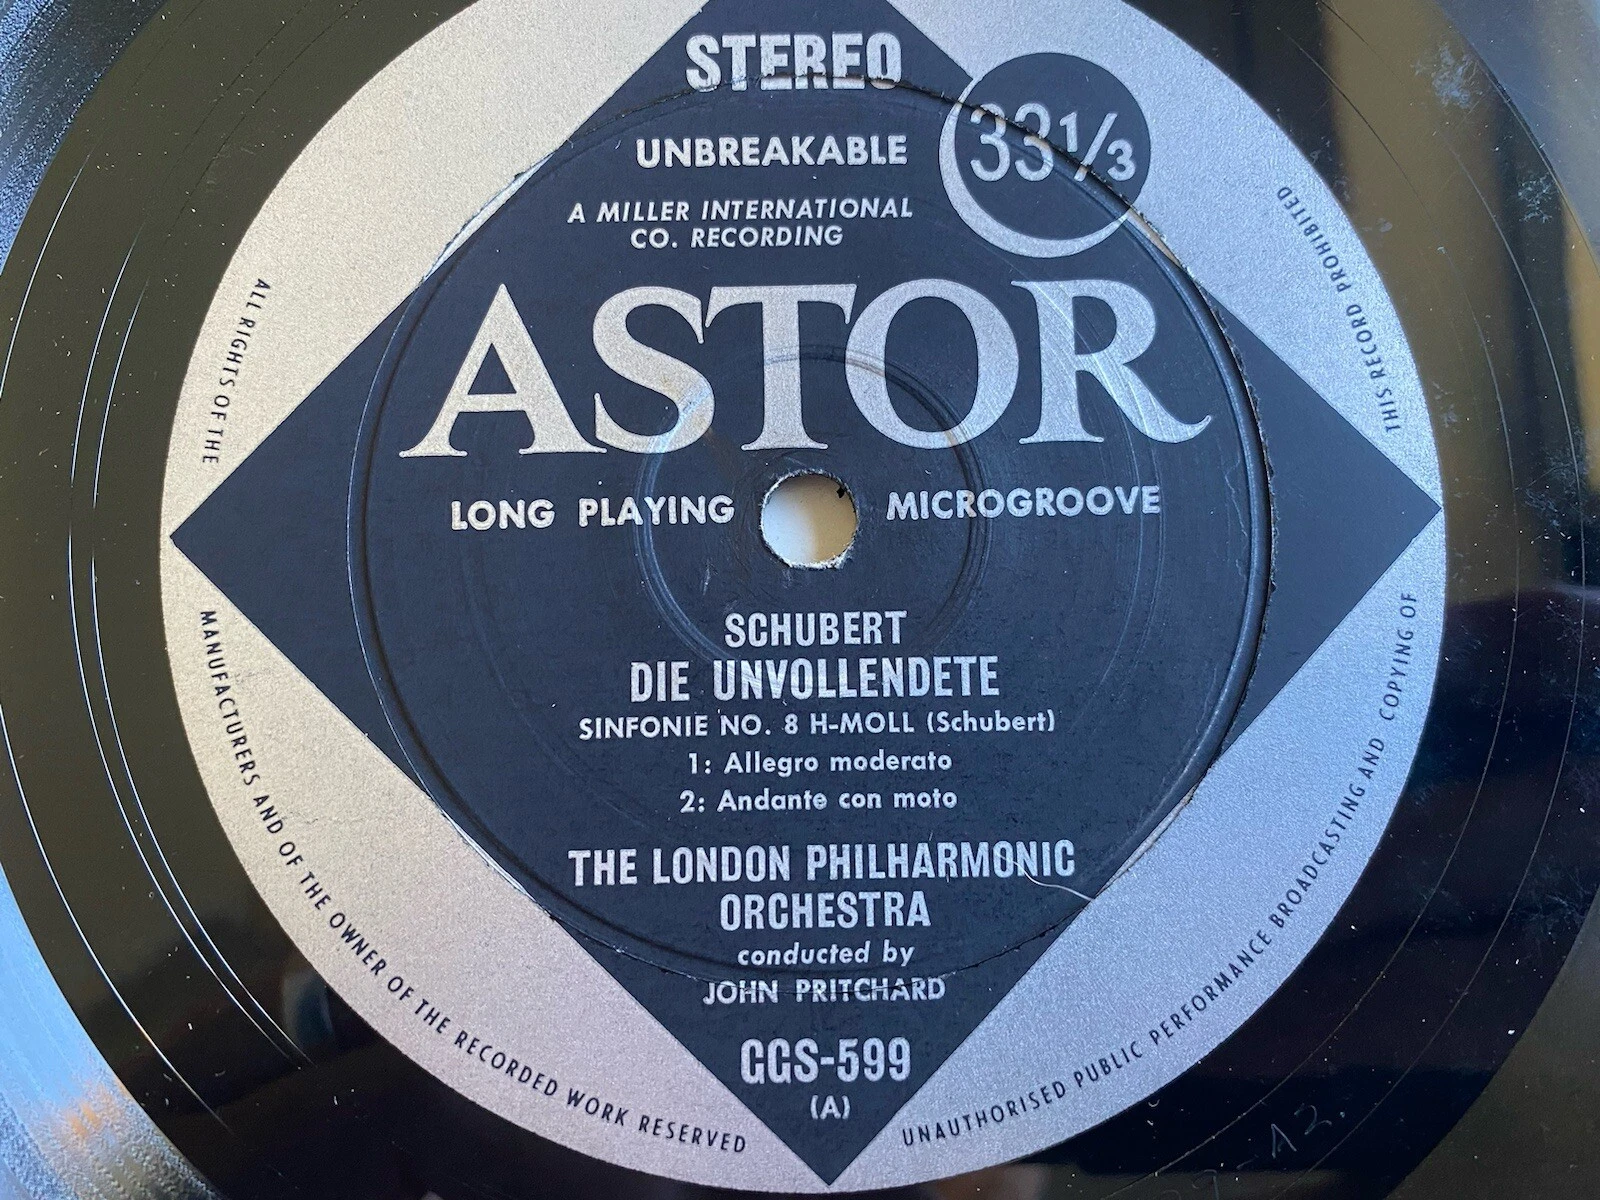 STEREO
33 1/3
UNBREAKABLE
A MILLER INTERNATIONAL
CO. RECORDING
ASTOR
LONG PLAYING MICROGROOVE
SCHUBERT
DIE UNVOLLENDETE
SINFONIE NO. 8 H-MOLL (Schubert)
1: Allegro moderato
2: Andante con moto
THE LONDON PHILHARMONIC
ORCHESTRA
conducted by
JOHN PRITCHARD
GGS-599
(A)
ALL RIGHTS OF THE MANUFACTURERS AND OF THE OWNER OF THE RECORDED WORK RESERVED
UNAUTHORISED PUBLIC PERFORMANCE BROADCASTING AND COPYING OF THIS RECORD PROHIBITED